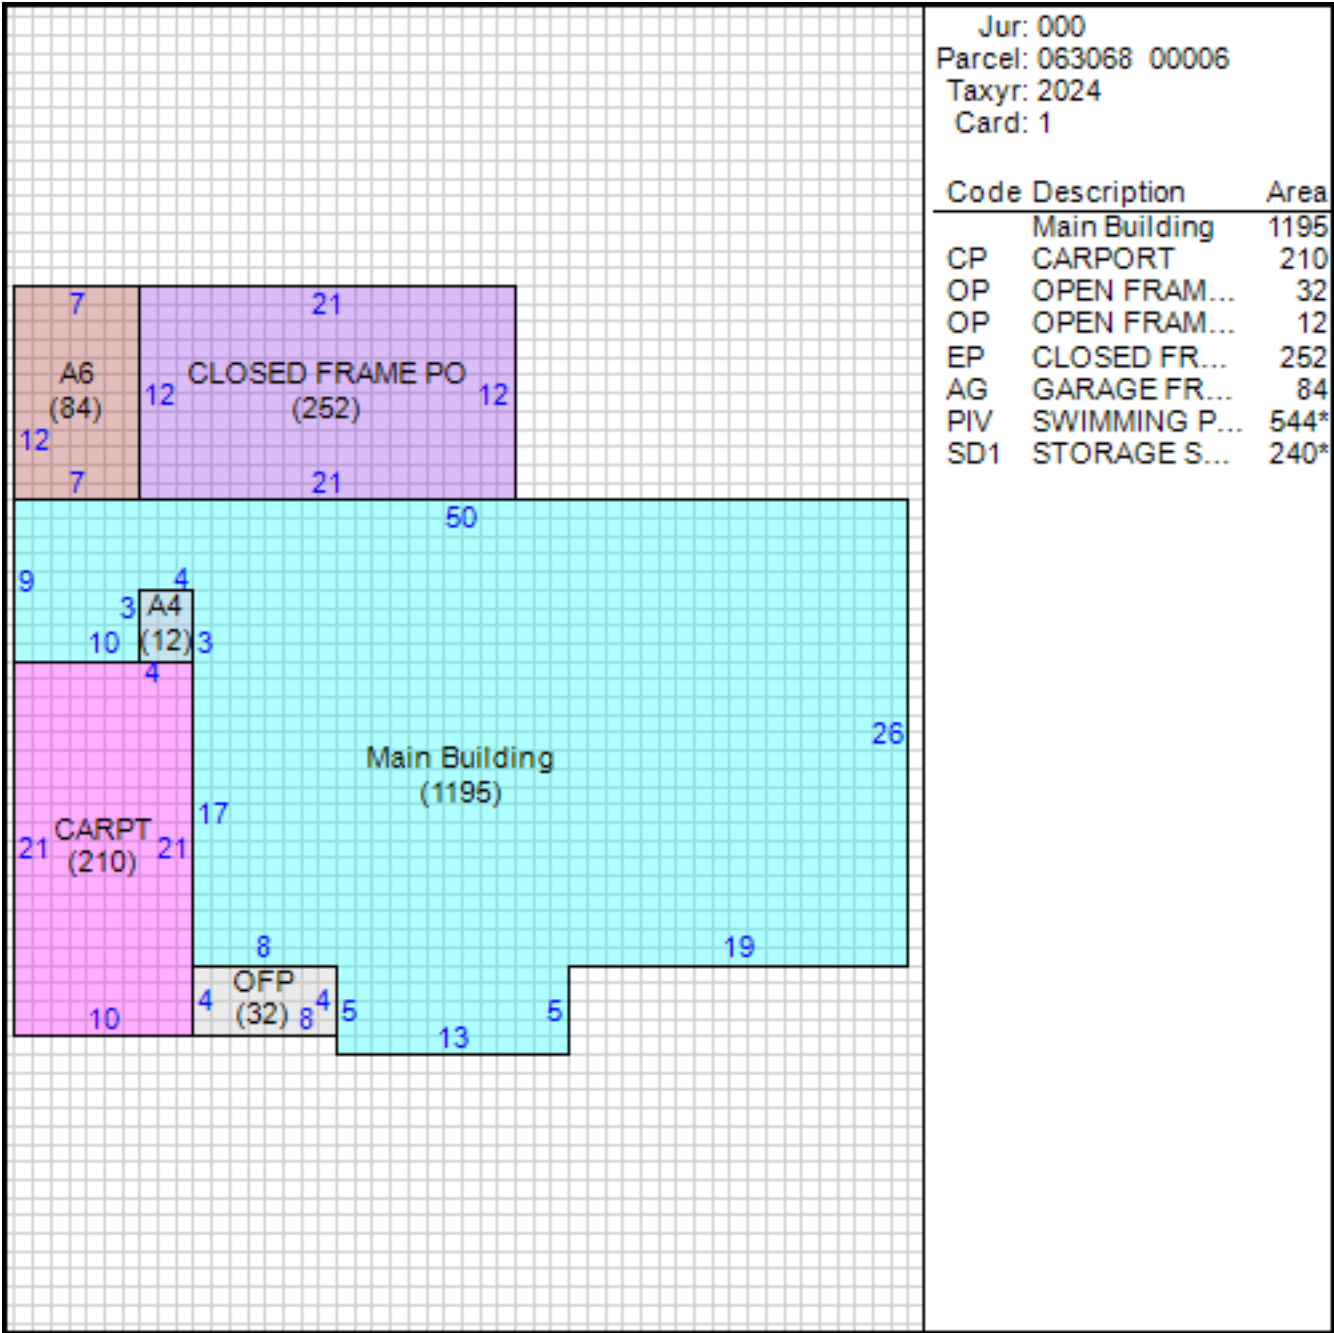 Jur: 000
Parcel: 063068 00006
Taxyr: 2024
Card: 1
Code Description Area
Main Building 1195
CP CARPORT 210
OP OPEN FRAM... 32
OP OPEN FRAM... 12
EP CLOSED FR... 252
AG GARAGE FR... 84
PIV SWIMMING P... 544*
SD1 STORAGE S... 240*
7 21
A6 CLOSED FRAME PO
12 12
(84) (252)
12
7 21
50
9 4
3 A4
10 (12) 3
4
26
Main Building
(1195)
17
CARPT
21 21
(210)
8 19
OFP
4 4 5 5
(32) 8
10 13